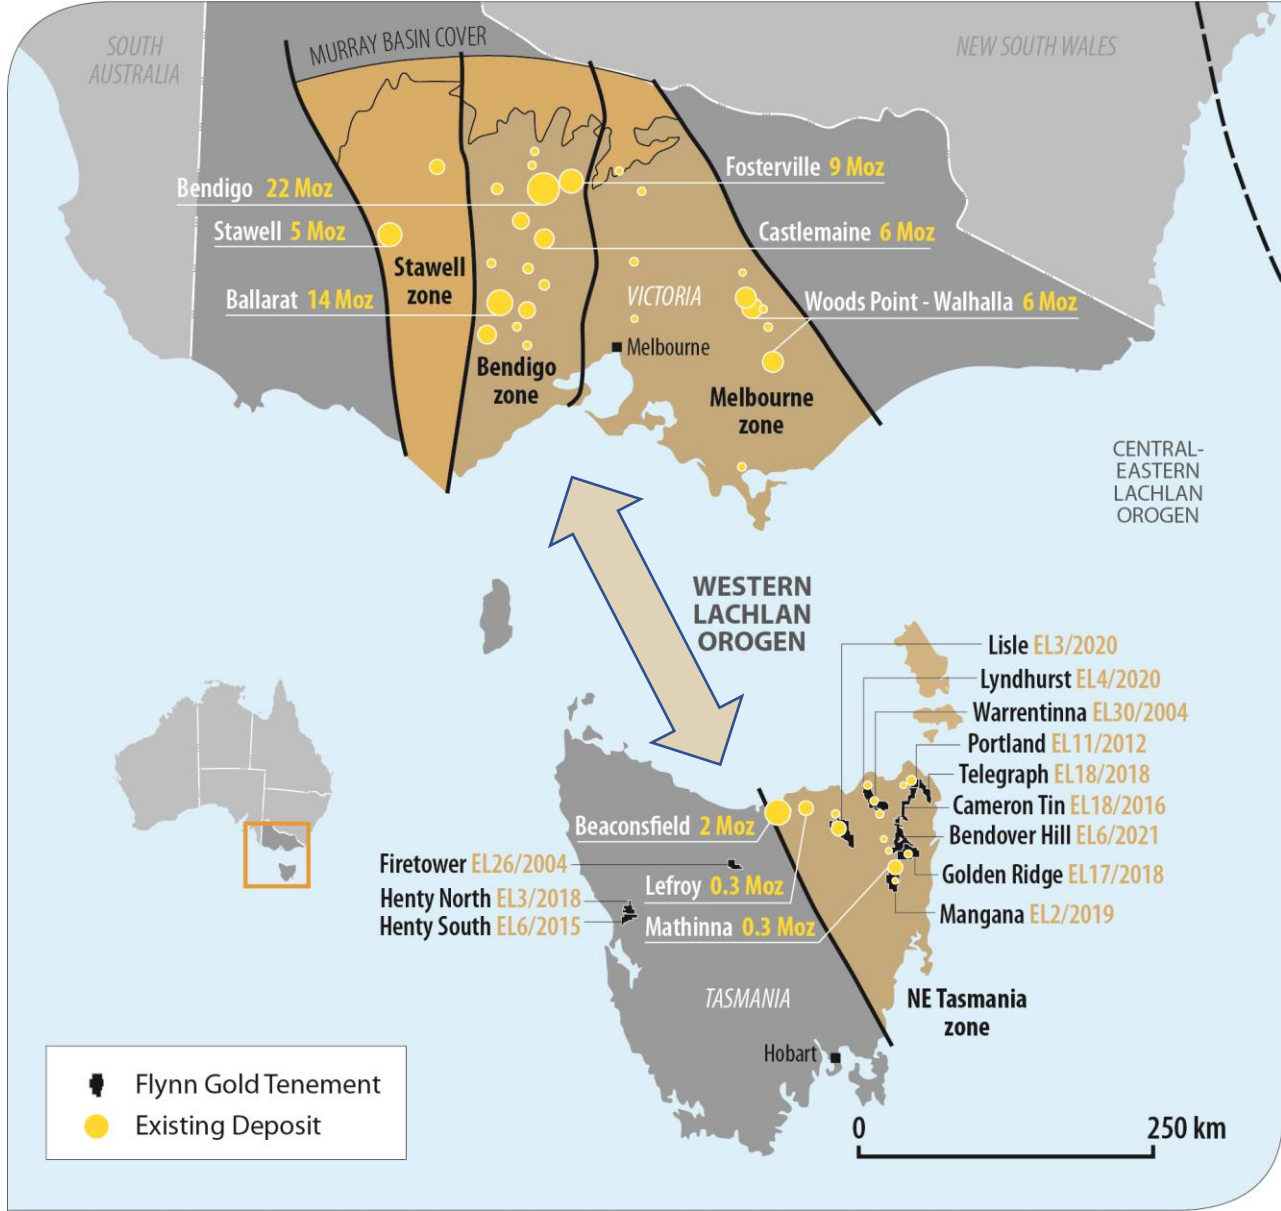 SOUTH
AUSTRALIA
MURRAY BASIN COVER
NEW SOUTH WALES
Bendigo 22 Moz
Fosterville 9 Moz
Stawell 5 Moz
Castlemaine 6 Moz
Stawell
zone
Ballarat 14 Moz
VICTORIA
Woods Point - Walhalla 6 Moz
Melbourne
Bendigo
zone
Melbourne
zone
CENTRAL-
EASTERN
LACHLAN
OROGEN
WESTERN
LACHLAN
OROGEN
Lisle EL3/2020
Lyndhurst EL4/2020
Warrentinna EL30/2004
Portland EL11/2012
Telegraph EL18/2018
Cameron Tin EL18/2016
Bendover Hill EL6/2021
Golden Ridge EL17/2018
Mangana EL2/2019
Beaconsfield 2 Moz
Firetower EL26/2004
Lefroy 0.3 Moz
Henty North EL3/2018
Henty South EL6/2015
Mathinna 0.3 Moz
TASMANIA
NE Tasmania
zone
Hobart
Flynn Gold Tenement
Existing Deposit
0 250 km